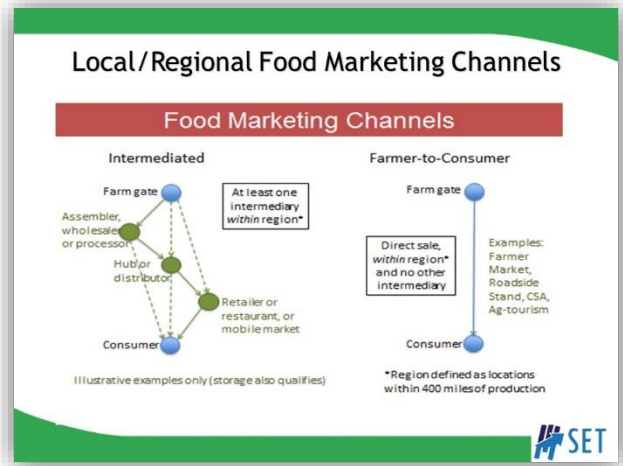 Local/Regional Food Marketing Channels
Food Marketing Channels
Intermediated
Farm gate
At least one
intermediary
within region*
Assembler,
wholesaler
or processor
Hub or
distributor
Retailer or
restaurant, or
mobile market
Consumer
Illustrative examples only (storage also qualifies)
Farmer-to-Consumer
Farm gate
Direct sale,
within region*
and no other
intermediary
Examples:
Farmer
Market,
Roadside
Stand, CSA,
Ag-tourism
Consumer
*Region defined as locations
within 400 miles of production
SET